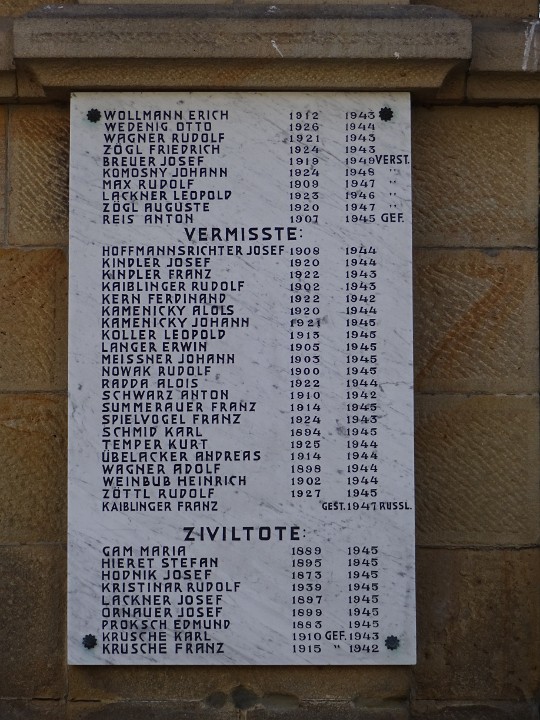 WOLLMANN ERICH 1912 1943
WEDENIG OTTO 1926 1944
WAGNER RUDOLF 1921 1943
ZÖGL FRIEDRICH 1924 1943
BREUER JOSEF 1919 1949 VERST.
KOMOSNY JOHANN 1924 1948 "
MAX RUDOLF 1909 1947 "
LACKNER LEOPOLD 1923 1946 "
ZÖGL AUGUSTE 1920 1947 "
REIS ANTON 1907 1945 GEF.
VERMISSTE:
HOFFMANNSRICHTER JOSEF 1908 1944
KINDLER JOSEF 1920 1944
KINDLER FRANZ 1922 1943
KAIBLINGER RUDOLF 1902 1943
KERN FERDINAND 1922 1942
KAMENICKY ALOIS 1920 1944
KAMENICKY JOHANN 1921 1945
KOLLER LEOPOLD 1913 1945
LANGER ERWIN 1905 1945
MEISSNER JOHANN 1903 1945
NOWAK RUDOLF 1900 1945
RADDA ALOIS 1922 1944
SCHWARZ ANTON 1910 1942
SUMMERAUER FRANZ 1914 1945
SPIELVOGEL FRANZ 1924 1943
SCHMID KARL 1894 1945
TEMPER KURT 1925 1944
ÜBELACKER ANDREAS 1914 1944
WAGNER ADOLF 1898 1944
WEINBUB HEINRICH 1902 1944
ZÖTTL RUDOLF 1927 1945
KAIBLINGER FRANZ GEST. 1947 RUSSL.
ZIVILTOTE:
GAM MARIA 1889 1945
HIERET STEFAN 1895 1945
HODNIK JOSEF 1873 1945
KRISTINAR RUDOLF 1939 1945
LACKNER JOSEF 1897 1945
ORNAUER JOSEF 1899 1945
PROKSCH EDMUND 1883 1945
KRUSCHE KARL 1910 GEF. 1943
KRUSCHE FRANZ 1915 " 1942